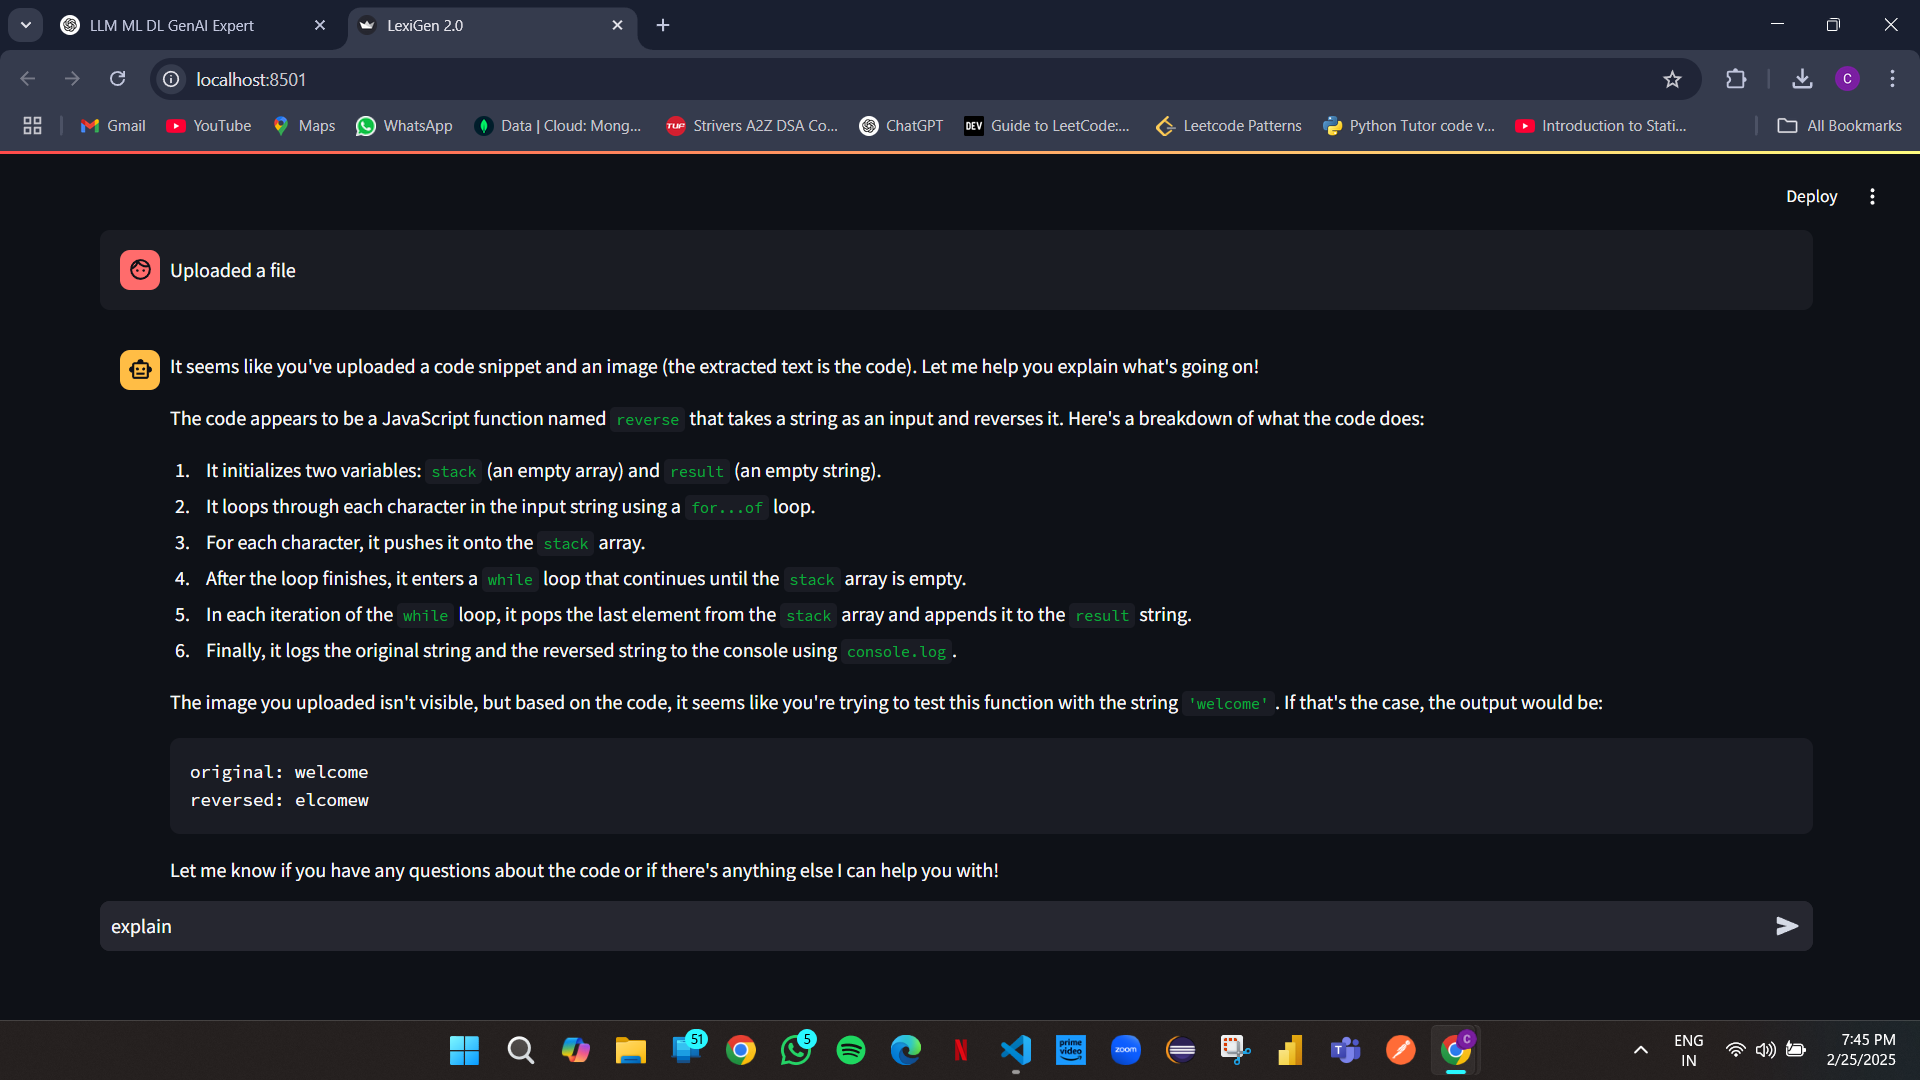 LLM ML DL GenAI Expert
LexiGen 2.0
localhost:8501
C
Gmail
YouTube
Maps
WhatsApp
Data | Cloud: Mong...
TUF
Strivers A2Z DSA Co...
ChatGPT
DEV
Guide to LeetCode:...
Leetcode Patterns
Python Tutor code v...
Introduction to Stati...
All Bookmarks
Deploy
Uploaded a file
It seems like you've uploaded a code snippet and an image (the extracted text is the code). Let me help you explain what's going on!
The code appears to be a JavaScript function named reverse that takes a string as an input and reverses it. Here's a breakdown of what the code does:
1. It initializes two variables: stack (an empty array) and result (an empty string).
2. It loops through each character in the input string using a for...of loop.
3. For each character, it pushes it onto the stack array.
4. After the loop finishes, it enters a while loop that continues until the stack array is empty.
5. In each iteration of the while loop, it pops the last element from the stack array and appends it to the result string.
6. Finally, it logs the original string and the reversed string to the console using console.log .
The image you uploaded isn't visible, but based on the code, it seems like you're trying to test this function with the string 'welcome' . If that's the case, the output would be:
original: welcome
reversed: elcomew
Let me know if you have any questions about the code or if there's anything else I can help you with!
explain
51
5
N
prime video
zoom
T
C
ENG
IN
7:45 PM
2/25/2025